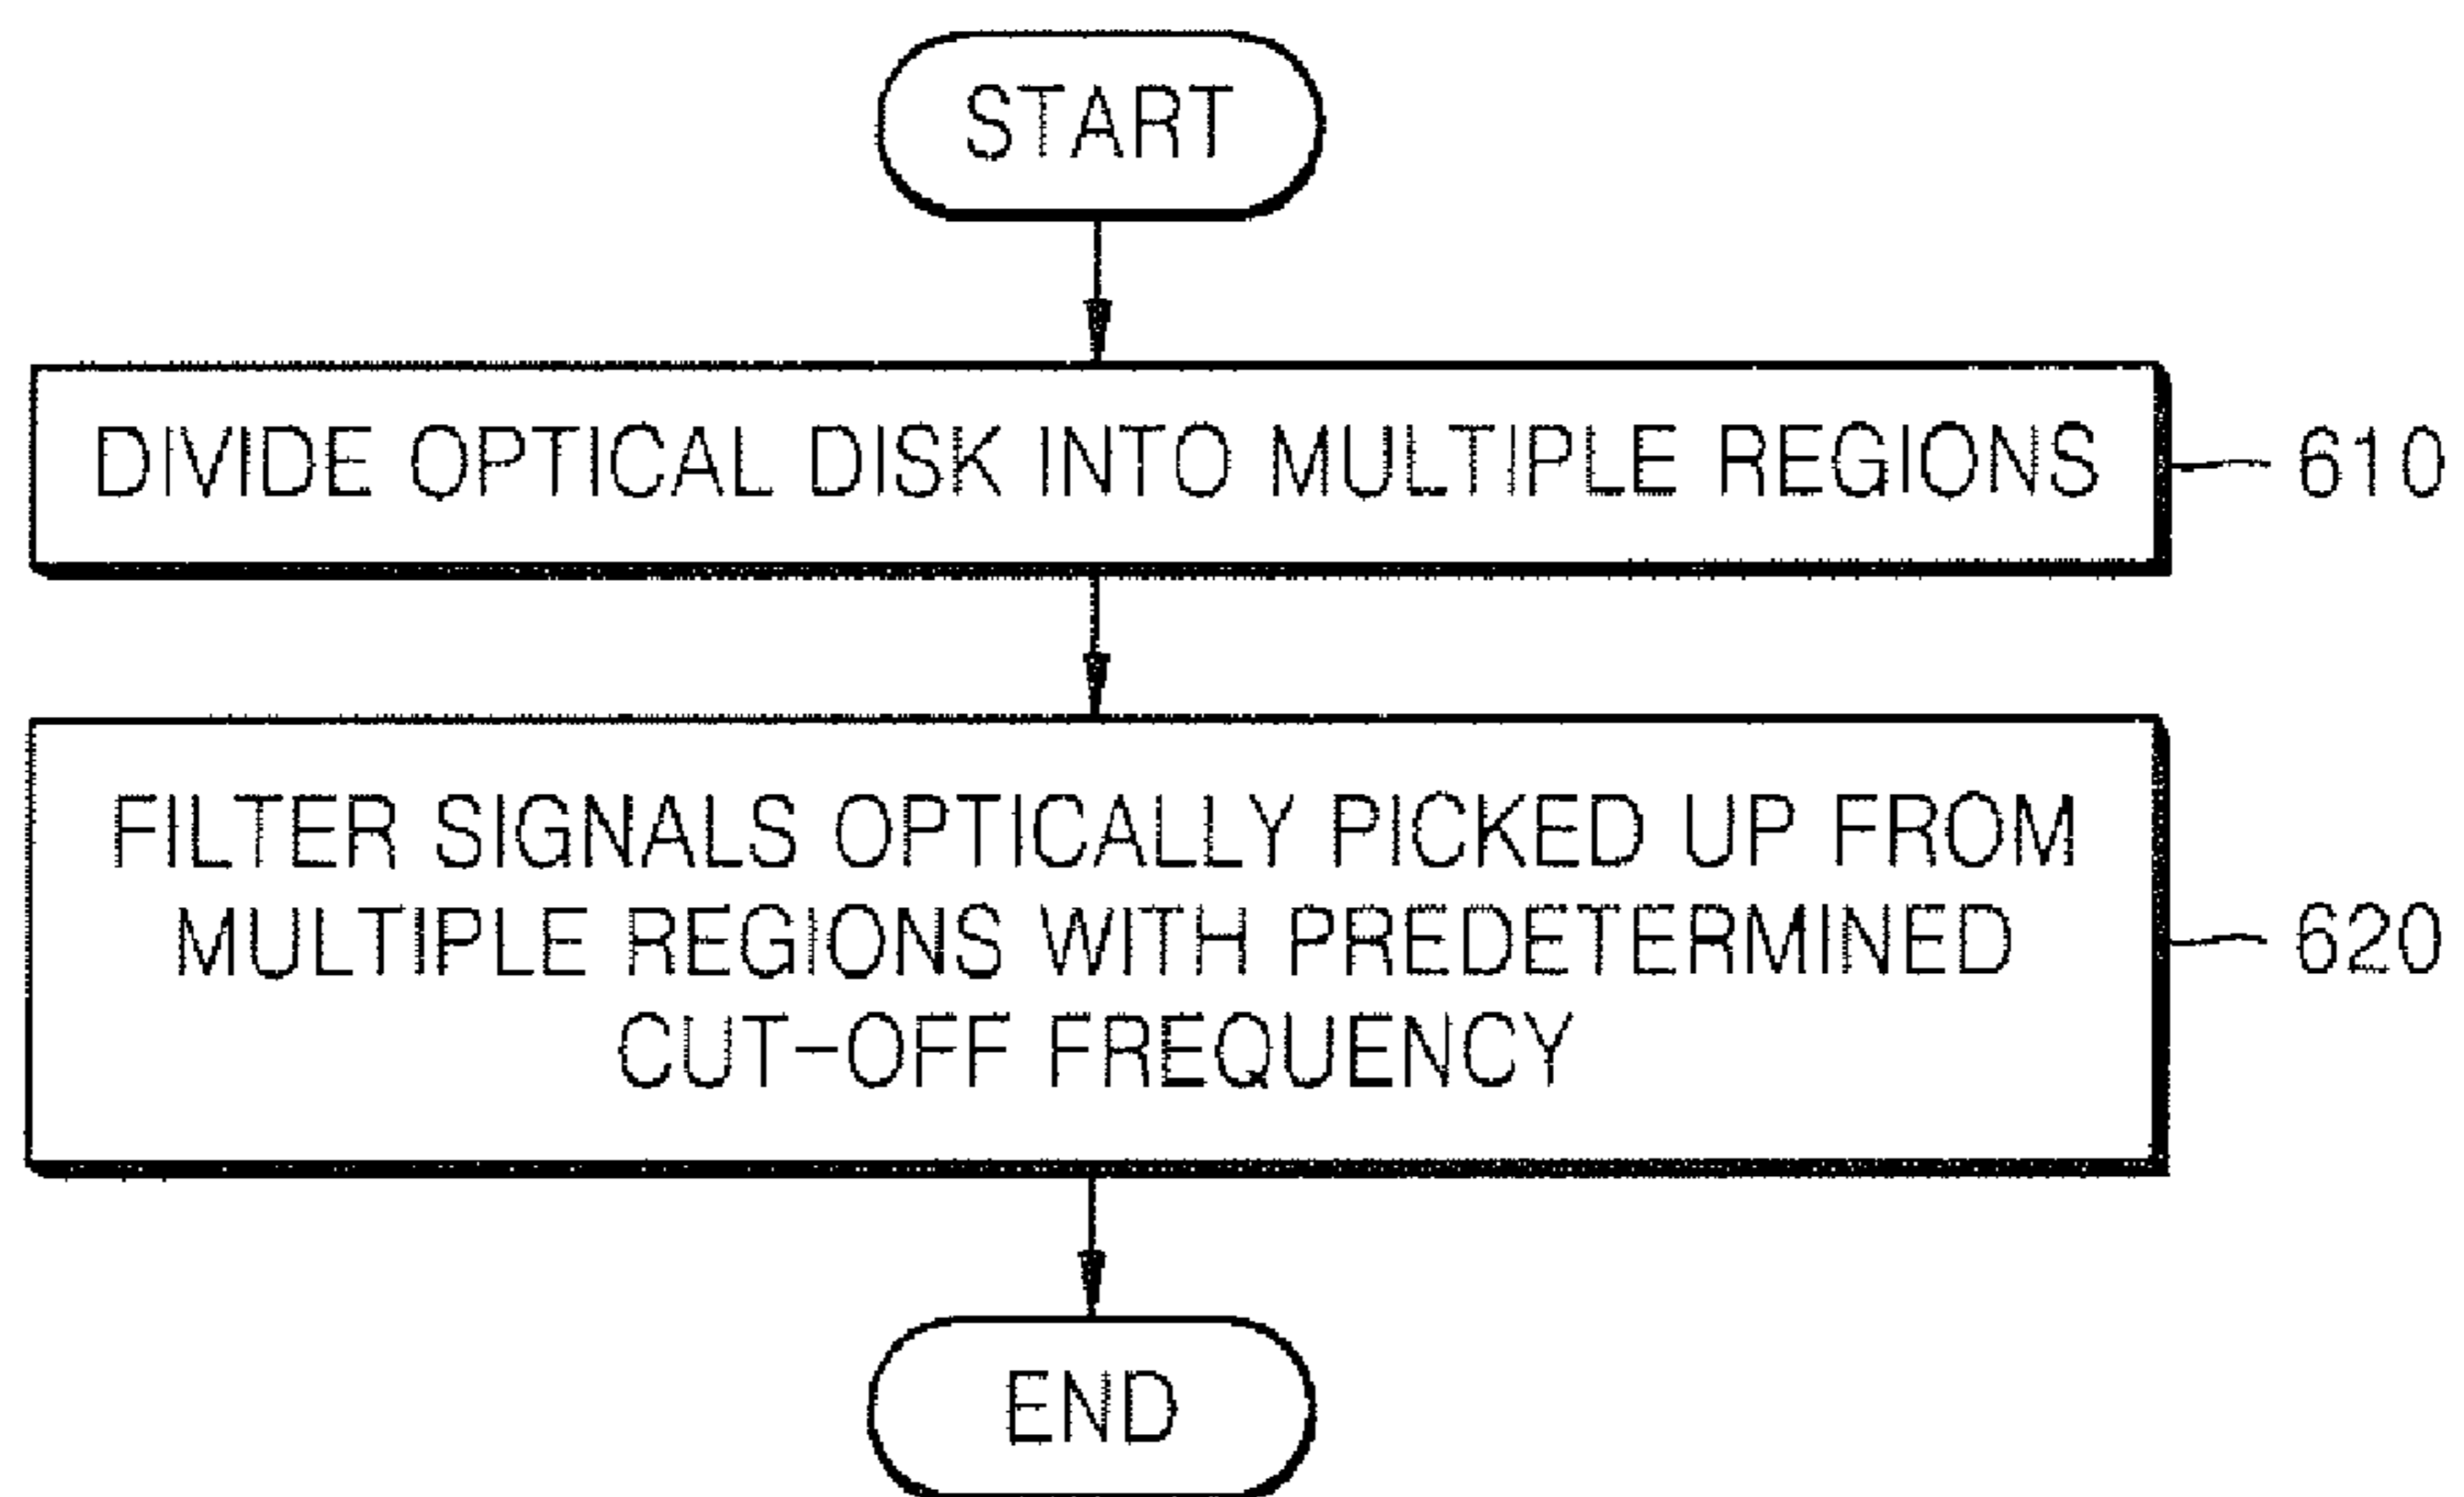 START
DIVIDE OPTICAL DISK INTO MULTIPLE REGIONS
610
FILTER SIGNALS OPTICALLY PICKED UP FROM
MULTIPLE REGIONS WITH PREDETERMINED
CUT-OFF FREQUENCY
620
END